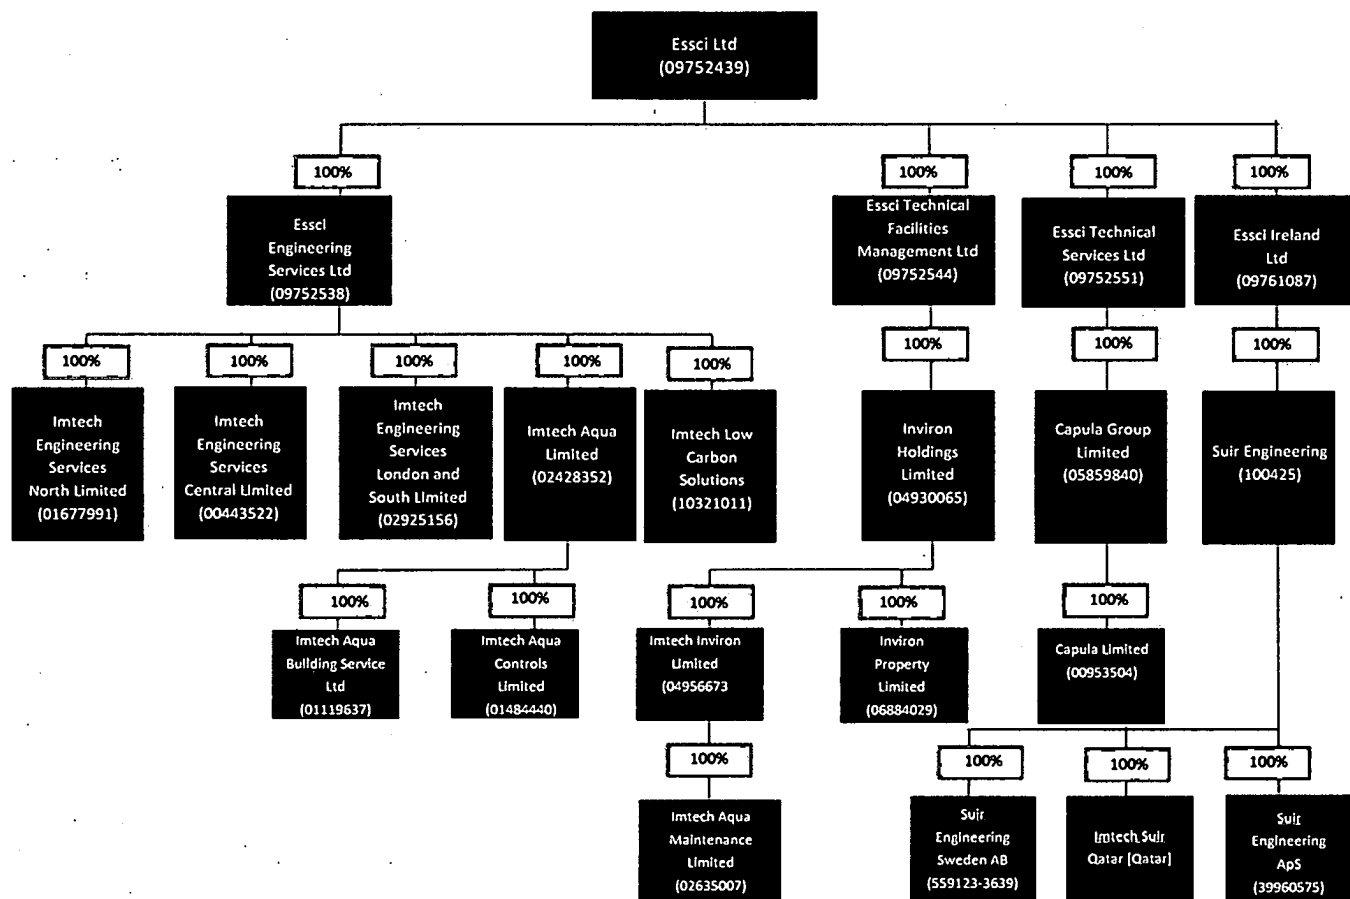 Essci Ltd
(09752439)
100%
100%
100%
100%
Essci
Engineering
Services Ltd
(09752538)
Essci Technical
Facilities
Management Ltd
(09752544)
Essci Technical
Services Ltd
(09752551)
Essci Ireland
Ltd
(09761087)
100%
100%
100%
100%
100%
100%
100%
100%
Imtech
Engineering
Services
North Limited
(01677991)
Imtech
Engineering
Services
Central Limited
(00443522)
Imtech
Engineering
Services
London and
South Limited
(02925156)
Imtech Aqua
Limited
(02428352)
Imtech Low
Carbon
Solutions
(10321011)
Inviron
Holdings
Limited
(04930065)
Capula Group
Limited
(05859840)
Suir Engineering
(100425)
100%
100%
100%
100%
100%
Imtech Aqua
Building Service
Ltd
(01119637)
Imtech Aqua
Controls
Limited
(01484440)
Imtech Inviron
Limited
(04956673
Inviron
Property
Limited
(06884029)
Capula Limited
(00953504)
100%
100%
100%
100%
Imtech Aqua
Maintenance
Limited
(02635007)
Suir
Engineering
Sweden AB
(559123-3639)
Imtech Suir
Qatar [Qatar]
Suir
Engineering
ApS
(39960575)